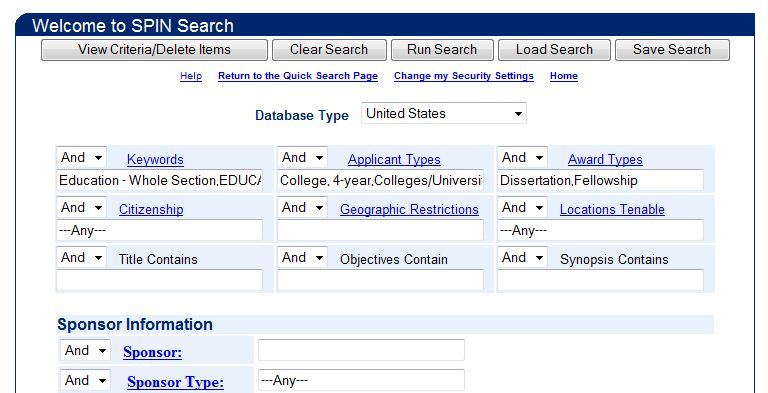 Welcome to SPIN Search
View Criteria/Delete Items Clear Search Run Search Load Search Save Search
Help Return to the Quick Search Page Change my Security Settings Home
Database Type United States
And Keywords And Applicant Types And Award Types
Education - Whole Section,EDUCA College, 4-year,Colleges/Universit Dissertation,Fellowship
And Citizenship And Geographic Restrictions And Locations Tenable
---Any--- ---Any---
And Title Contains And Objectives Contain And Synopsis Contains
Sponsor Information
And Sponsor:
And Sponsor Type: ---Any---